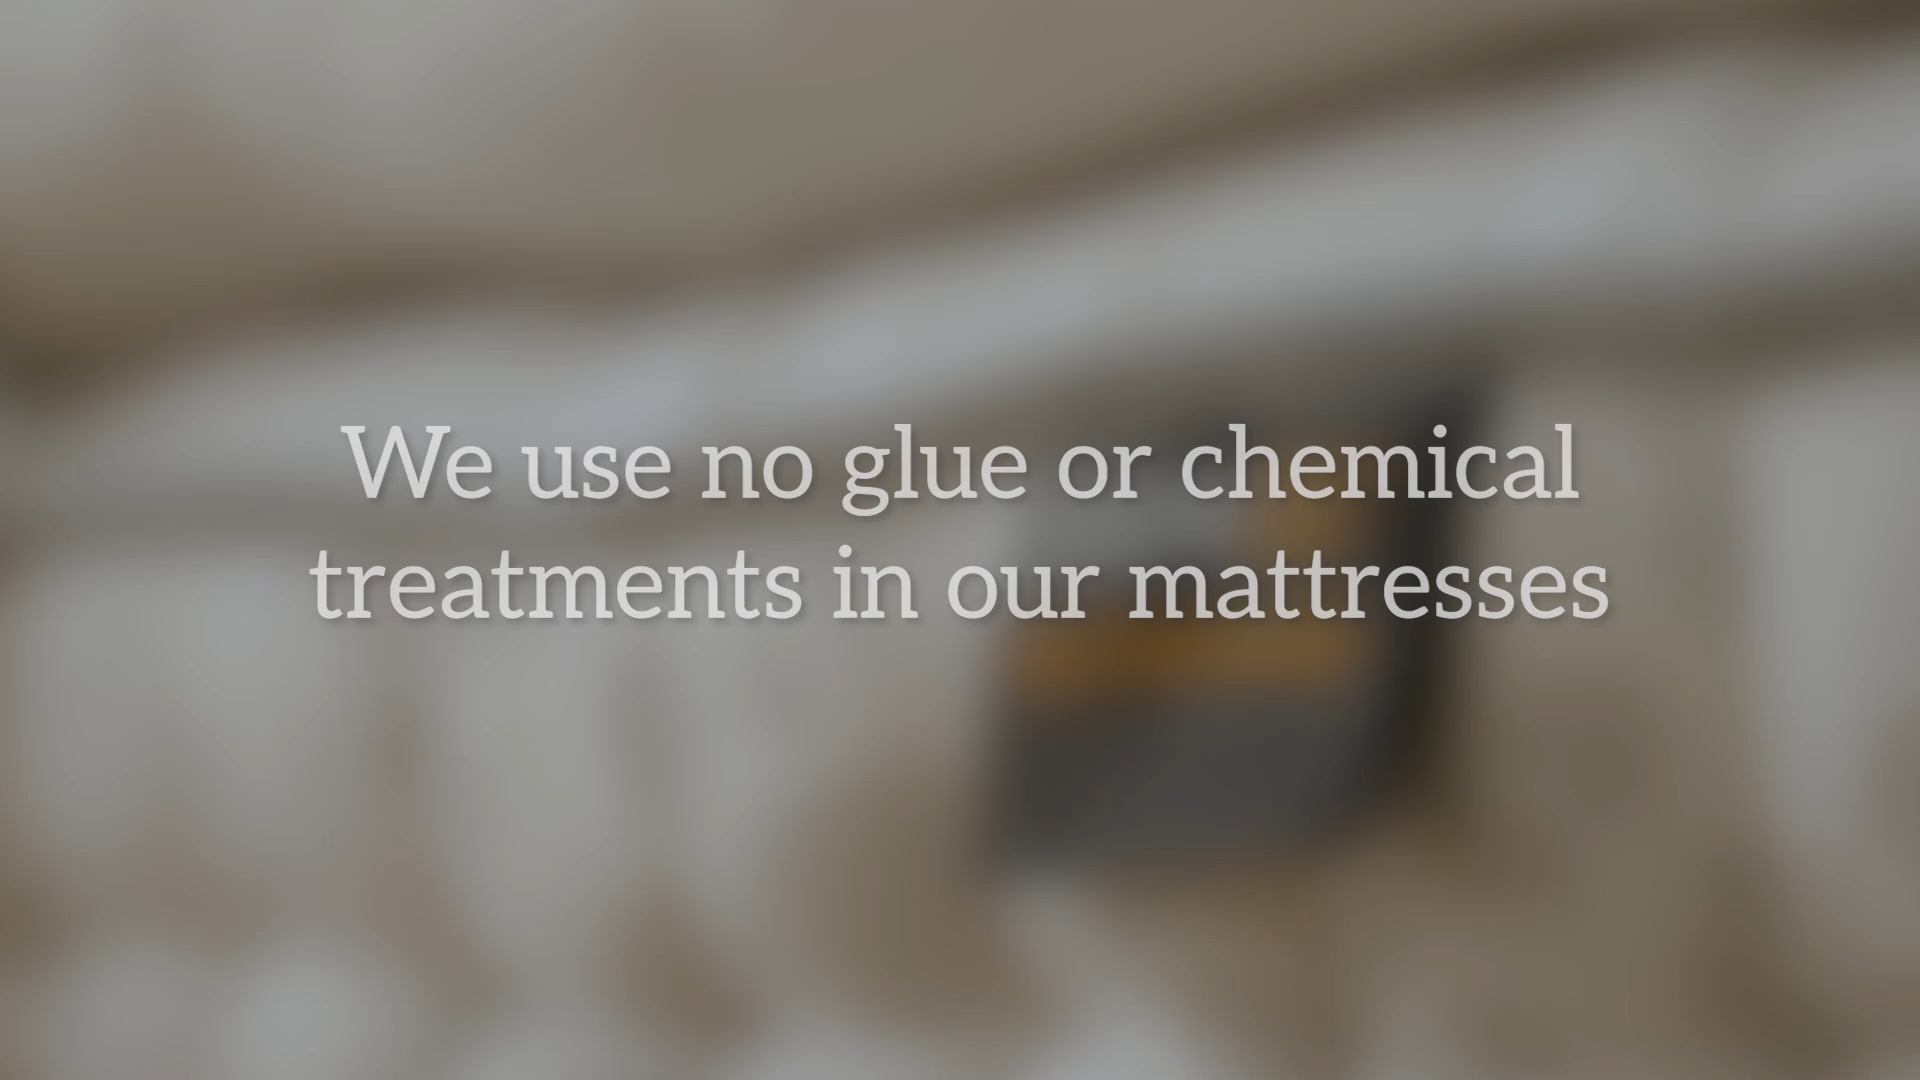 We use no glue or chemical
treatments in our mattresses